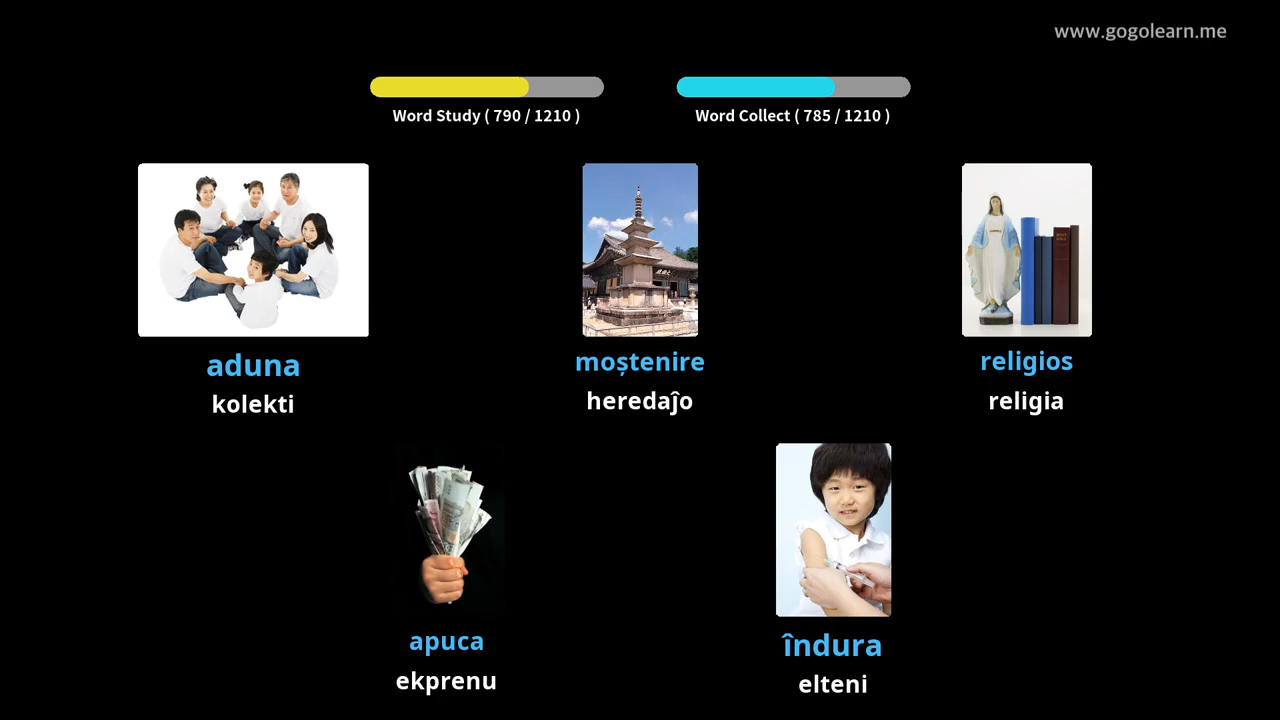 www.gogolearn.me
Word Study ( 790 / 1210 )
Word Collect ( 785 / 1210 )
aduna
kolekti
moștenire
heredaĵo
religios
religia
apuca
ekprenu
îndura
elteni